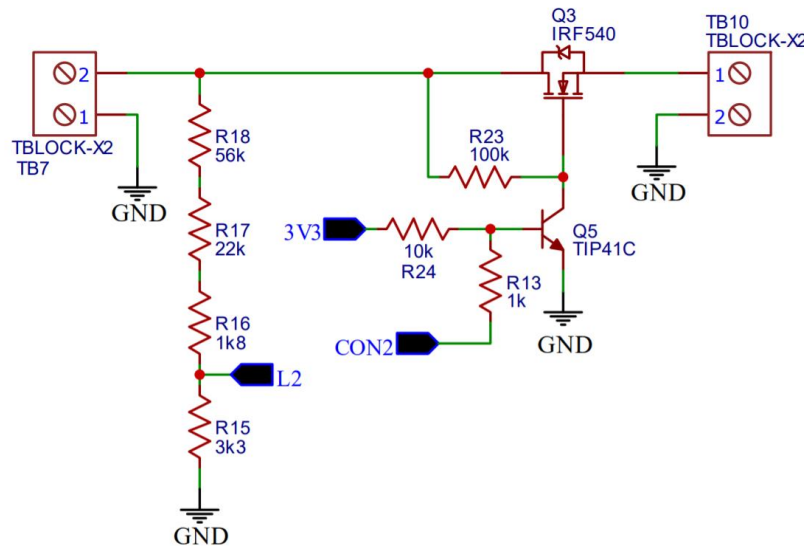 Q3
IRF540
TB10
TBLOCK-X2
2
1
TBLOCK-X2
TB7
1
2
R18
56k
R23
100k
GND
GND
R17
22k
3V3
10k
R24
Q5
TIP41C
R13
1k
R16
1k8
CON2
GND
L2
R15
3k3
GND